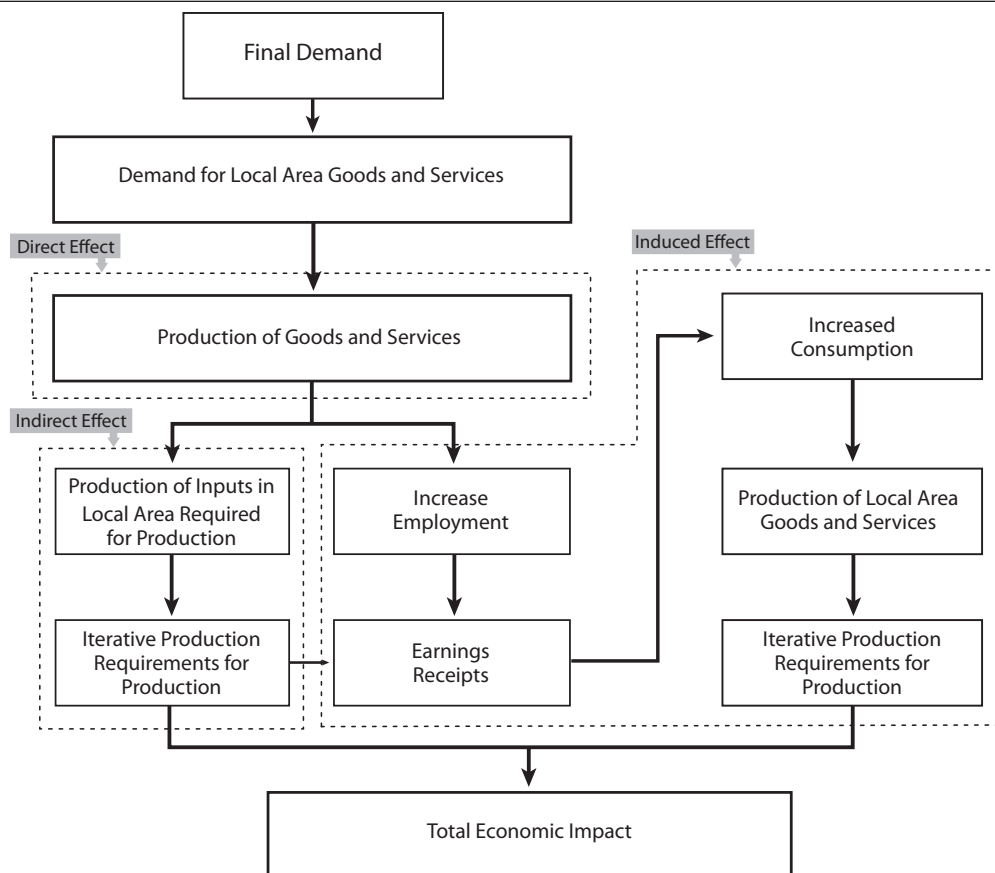 Final Demand
Demand for Local Area Goods and Services
Direct Effect
Induced Effect
Production of Goods and Services
Increased
Consumption
Indirect Effect
Production of Inputs in
Local Area Required
for Production
Increase
Employment
Production of Local Area
Goods and Services
Iterative Production
Requirements for
Production
Earnings
Receipts
Iterative Production
Requirements for
Production
Total Economic Impact